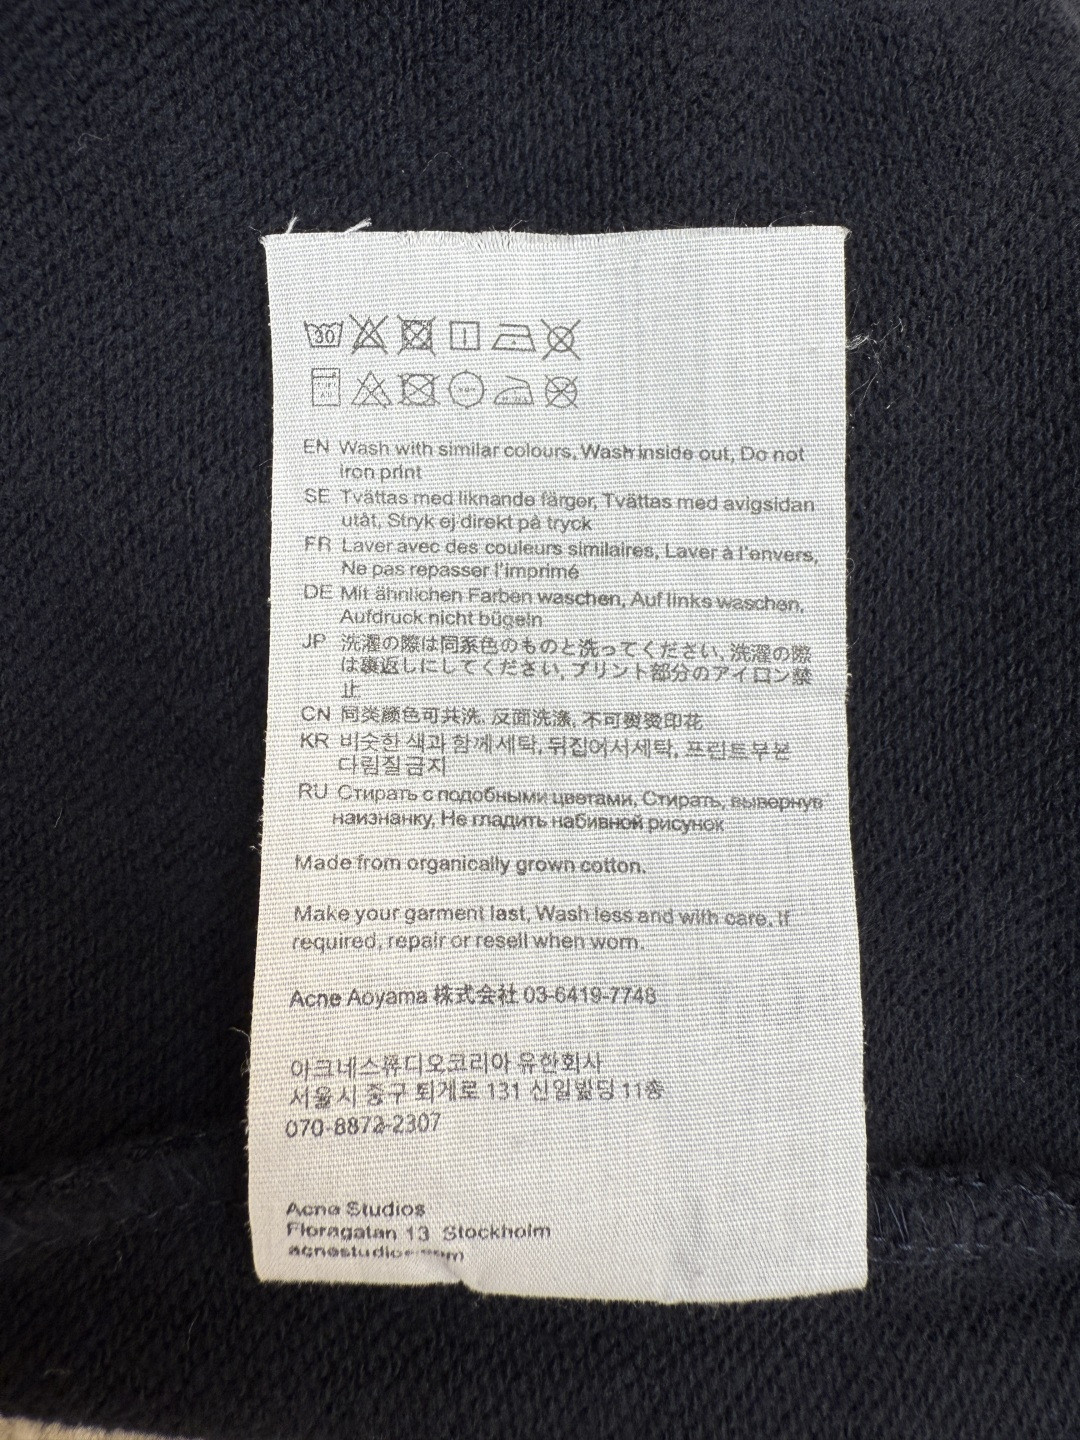 30
EN Wash with similar colours, Wash inside out, Do not
iron print
SE Tvättas med liknande färger, Tvättas med avigsidan
utåt, Stryk ej direkt på tryck
FR Laver avec des couleurs similaires, Laver à l'envers,
Ne pas repasser l'imprimé
DE Mit ähnlichen Farben waschen, Auf links waschen,
Aufdruck nicht bügeln
JP 洗濯の際は同系色のものと洗ってください, 洗濯の際
は裏返しにしてください, プリント部分のアイロン禁
止
CN 同类颜色可共洗, 反面洗涤, 不可熨烫印花
KR 비슷한 색과 함께 세탁, 뒤집어서 세탁, 프린트부분
다림질 금지
RU Стирать с подобными цветами, Стирать, вывернув
наизнанку, Не гладить набивной рисунок
Made from organically grown cotton.
Make your garment last, Wash less and with care. If
required, repair or resell when worn.
Acne Aoyama 株式会社 03-6419-7748
아크네스튜디오코리아 유한회사
서울시 중구 퇴계로 131 신일빌딩 11층
070-8872-2307
Acne Studios
Floragatan 13 Stockholm